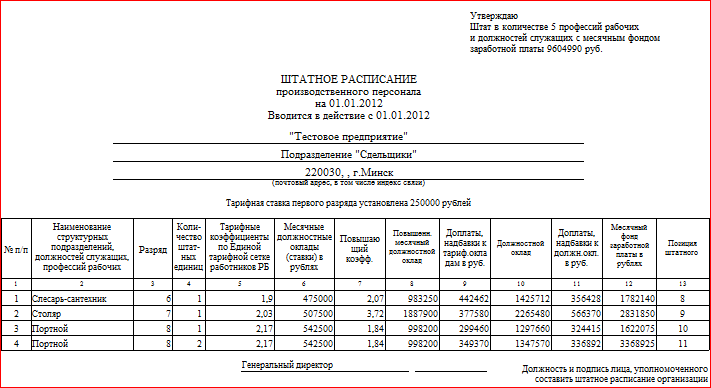 Утверждаю
Штат в количестве 5 профессий рабочих
и должностей служащих с месячным фондом
заработной платы 9604990 руб.
ШТАТНОЕ РАСПИСАНИЕ
производственного персонала
на 01.01.2012
Вводится в действие с 01.01.2012
"Тестовое предприятие"
Подразделение "Сдельщики"
220030, , г.Минск
(почтовый адрес, в том числе индекс связи)
Тарифная ставка первого разряда установлена 250000 рублей
№ п/п
Наименование
структурных
подразделений,
должностей служащих,
профессий рабочих
Разряд
Коли-
чество
штат-
ных
единиц
Тарифные
коэффициенты
по Единой
тарифной сетке
работников РБ
Месячные
должностные
оклады
(ставки) в
рублях
Повышаю
щий
коэфф.
Повышенн.
месячный
должностной
оклад
Доплаты,
надбавки к
тариф.окла
дам в руб.
Должностной
оклад
Доплаты,
надбавки к
должн.окл.
в руб.
Месячный
фонд
заработной
платы в
рублях
Позиция
штатного
1 2 3 4 5 6 7 8 9 10 11 12 13
1 Слесарь-сантехник 6 1 1,9 475000 2,07 983250 442462 1425712 356428 1782140 8
2 Столяр 7 1 2,03 507500 3,72 1887900 377580 2265480 566370 2831850 9
3 Портной 8 1 2,17 542500 1,84 998200 299460 1297660 324415 1622075 10
4 Портной 8 2 2,17 542500 1,84 998200 349370 1347570 336892 3368925 11
Генеральный директор
Должность и подпись лица, уполномоченного
составить штатное расписание организации